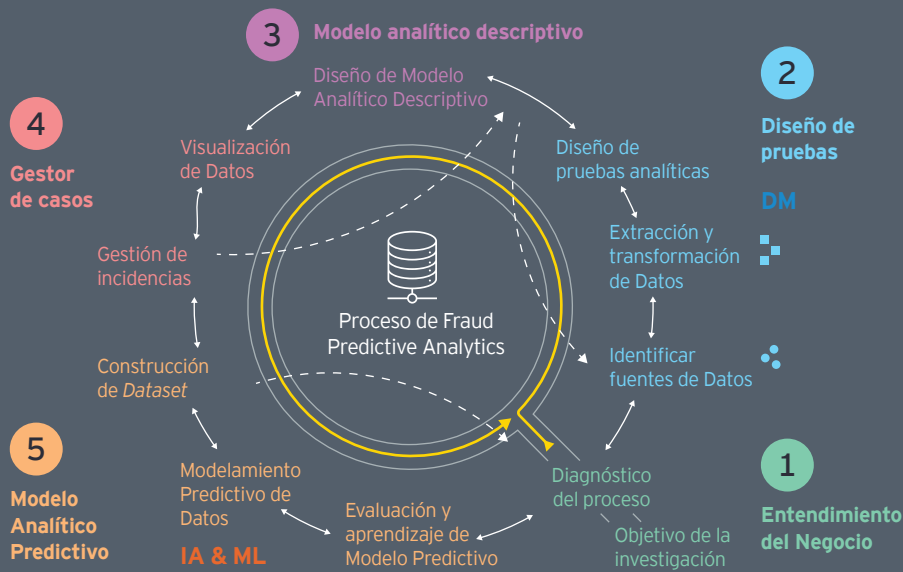 3
Modelo analítico descriptivo
Diseño de Modelo
Analítico Descriptivo
2
Diseño de
pruebas
DM
Diseño de
pruebas analíticas
Extracción y
transformación
de Datos
Identificar
fuentes de Datos
1
Entendimiento
del Negocio
Diagnóstico
del proceso
Objetivo de la
investigación
4
Gestor
de casos
Visualización
de Datos
Gestión de
incidencias
Proceso de Fraud
Predictive Analytics
Construcción
de Dataset
5
Modelo
Analítico
Predictivo
Modelamiento
Predictivo de
Datos
IA & ML
Evaluación y
aprendizaje de
Modelo Predictivo